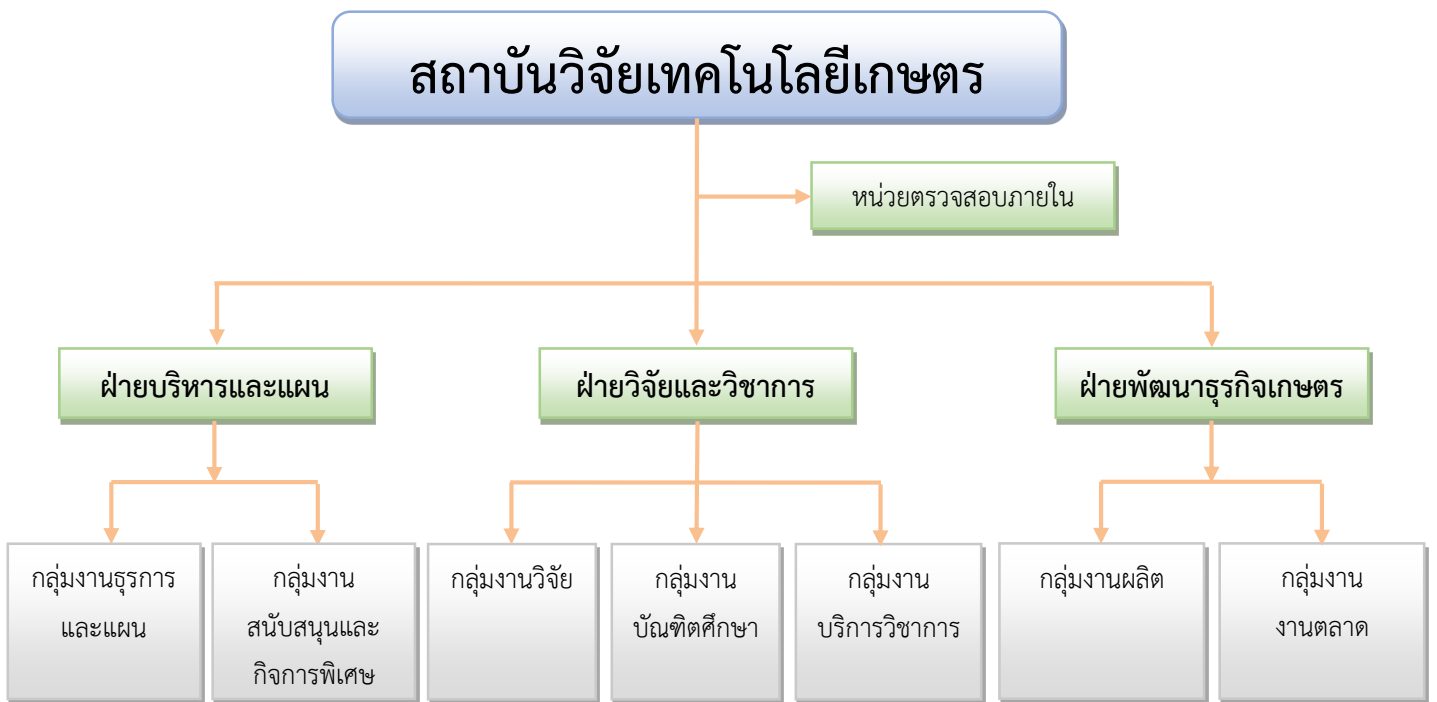 สถาบันวิจัยเทคโนโลยีเกษตร
หน่วยตรวจสอบภายใน
ฝ่ายบริหารและแผน
ฝ่ายวิจัยและวิชาการ
ฝ่ายพัฒนาธุรกิจเกษตร
กลุ่มงานธุรการ
และแผน
กลุ่มงาน
สนับสนุนและ
กิจการพิเศษ
กลุ่มงานวิจัย
กลุ่มงาน
บัณฑิตศึกษา
กลุ่มงาน
บริการวิชาการ
กลุ่มงานผลิต
กลุ่มงาน
งานตลาด